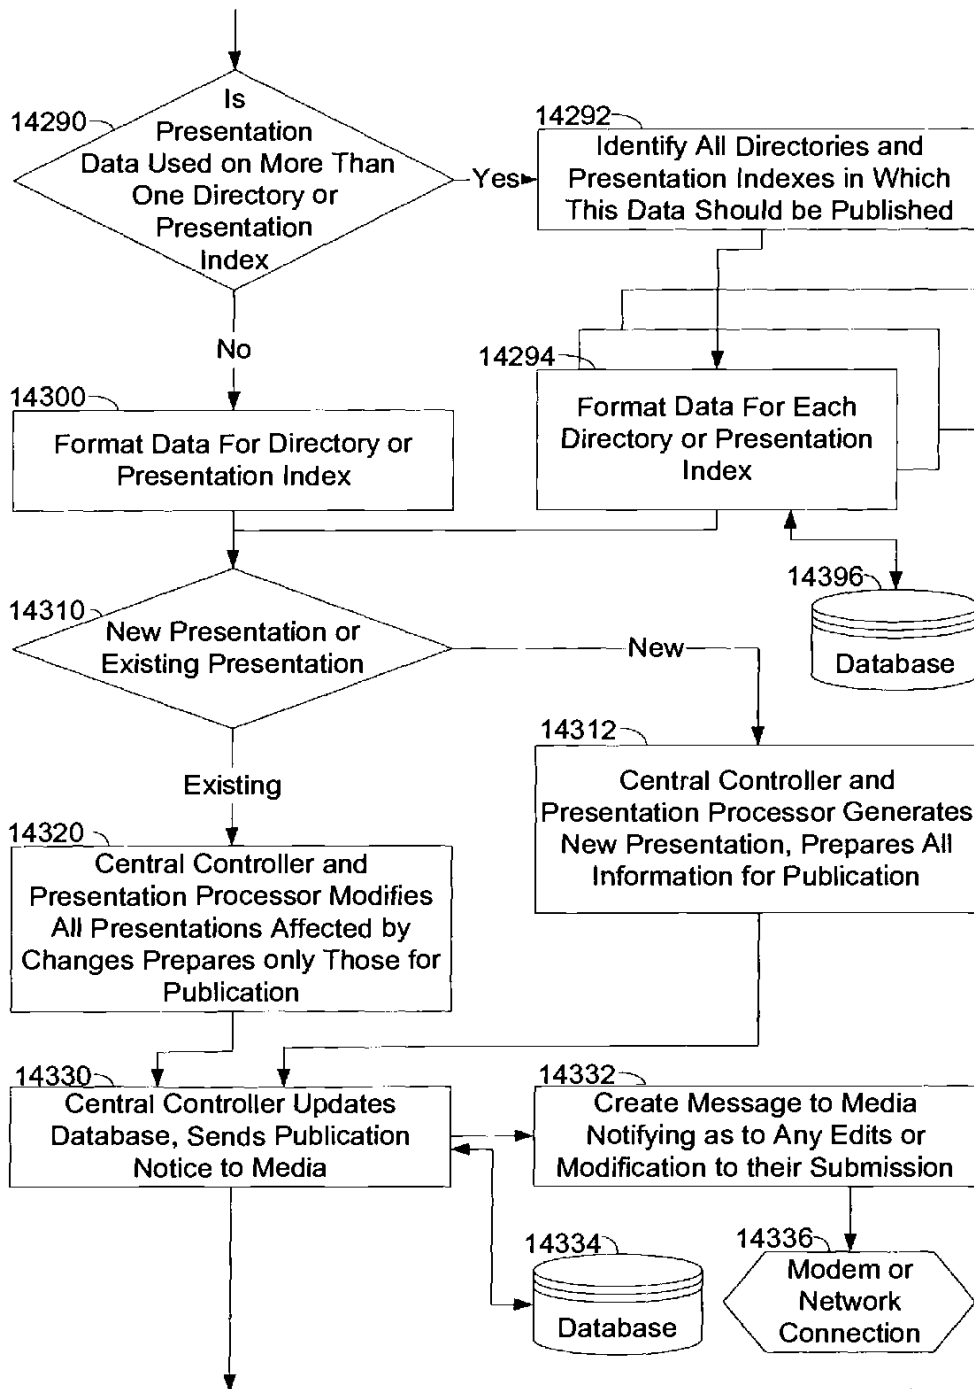 14290
Is
Presentation
Data Used on More Than
One Directory or
Presentation
Index
Yes
14292
Identify All Directories and
Presentation Indexes in Which
This Data Should be Published
No
14294
Format Data For Each
Directory or Presentation
Index
14300
Format Data For Directory or
Presentation Index
14396
Database
14310
New Presentation or
Existing Presentation
New
14312
Central Controller and
Presentation Processor Generates
New Presentation, Prepares All
Information for Publication
Existing
14320
Central Controller and
Presentation Processor Modifies
All Presentations Affected by
Changes Prepares only Those for
Publication
14330
Central Controller Updates
Database, Sends Publication
Notice to Media
14332
Create Message to Media
Notifying as to Any Edits or
Modification to their Submission
14334
Database
14336
Modem or
Network
Connection